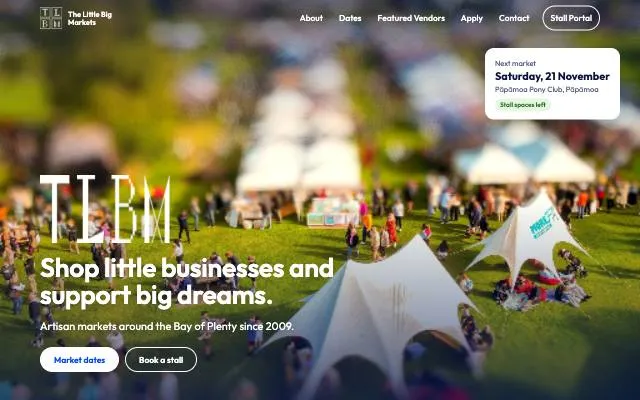 TL
BM
The Little Big
Markets
About
Dates
Featured Vendors
Apply
Contact
Stall Portal
Next market
Saturday, 21 November
Pāpāmoa Pony Club, Pāpāmoa
Stall spaces left
TLBM
Shop little businesses and
support big dreams.
Artisan markets around the Bay of Plenty since 2009.
Market dates
Book a stall